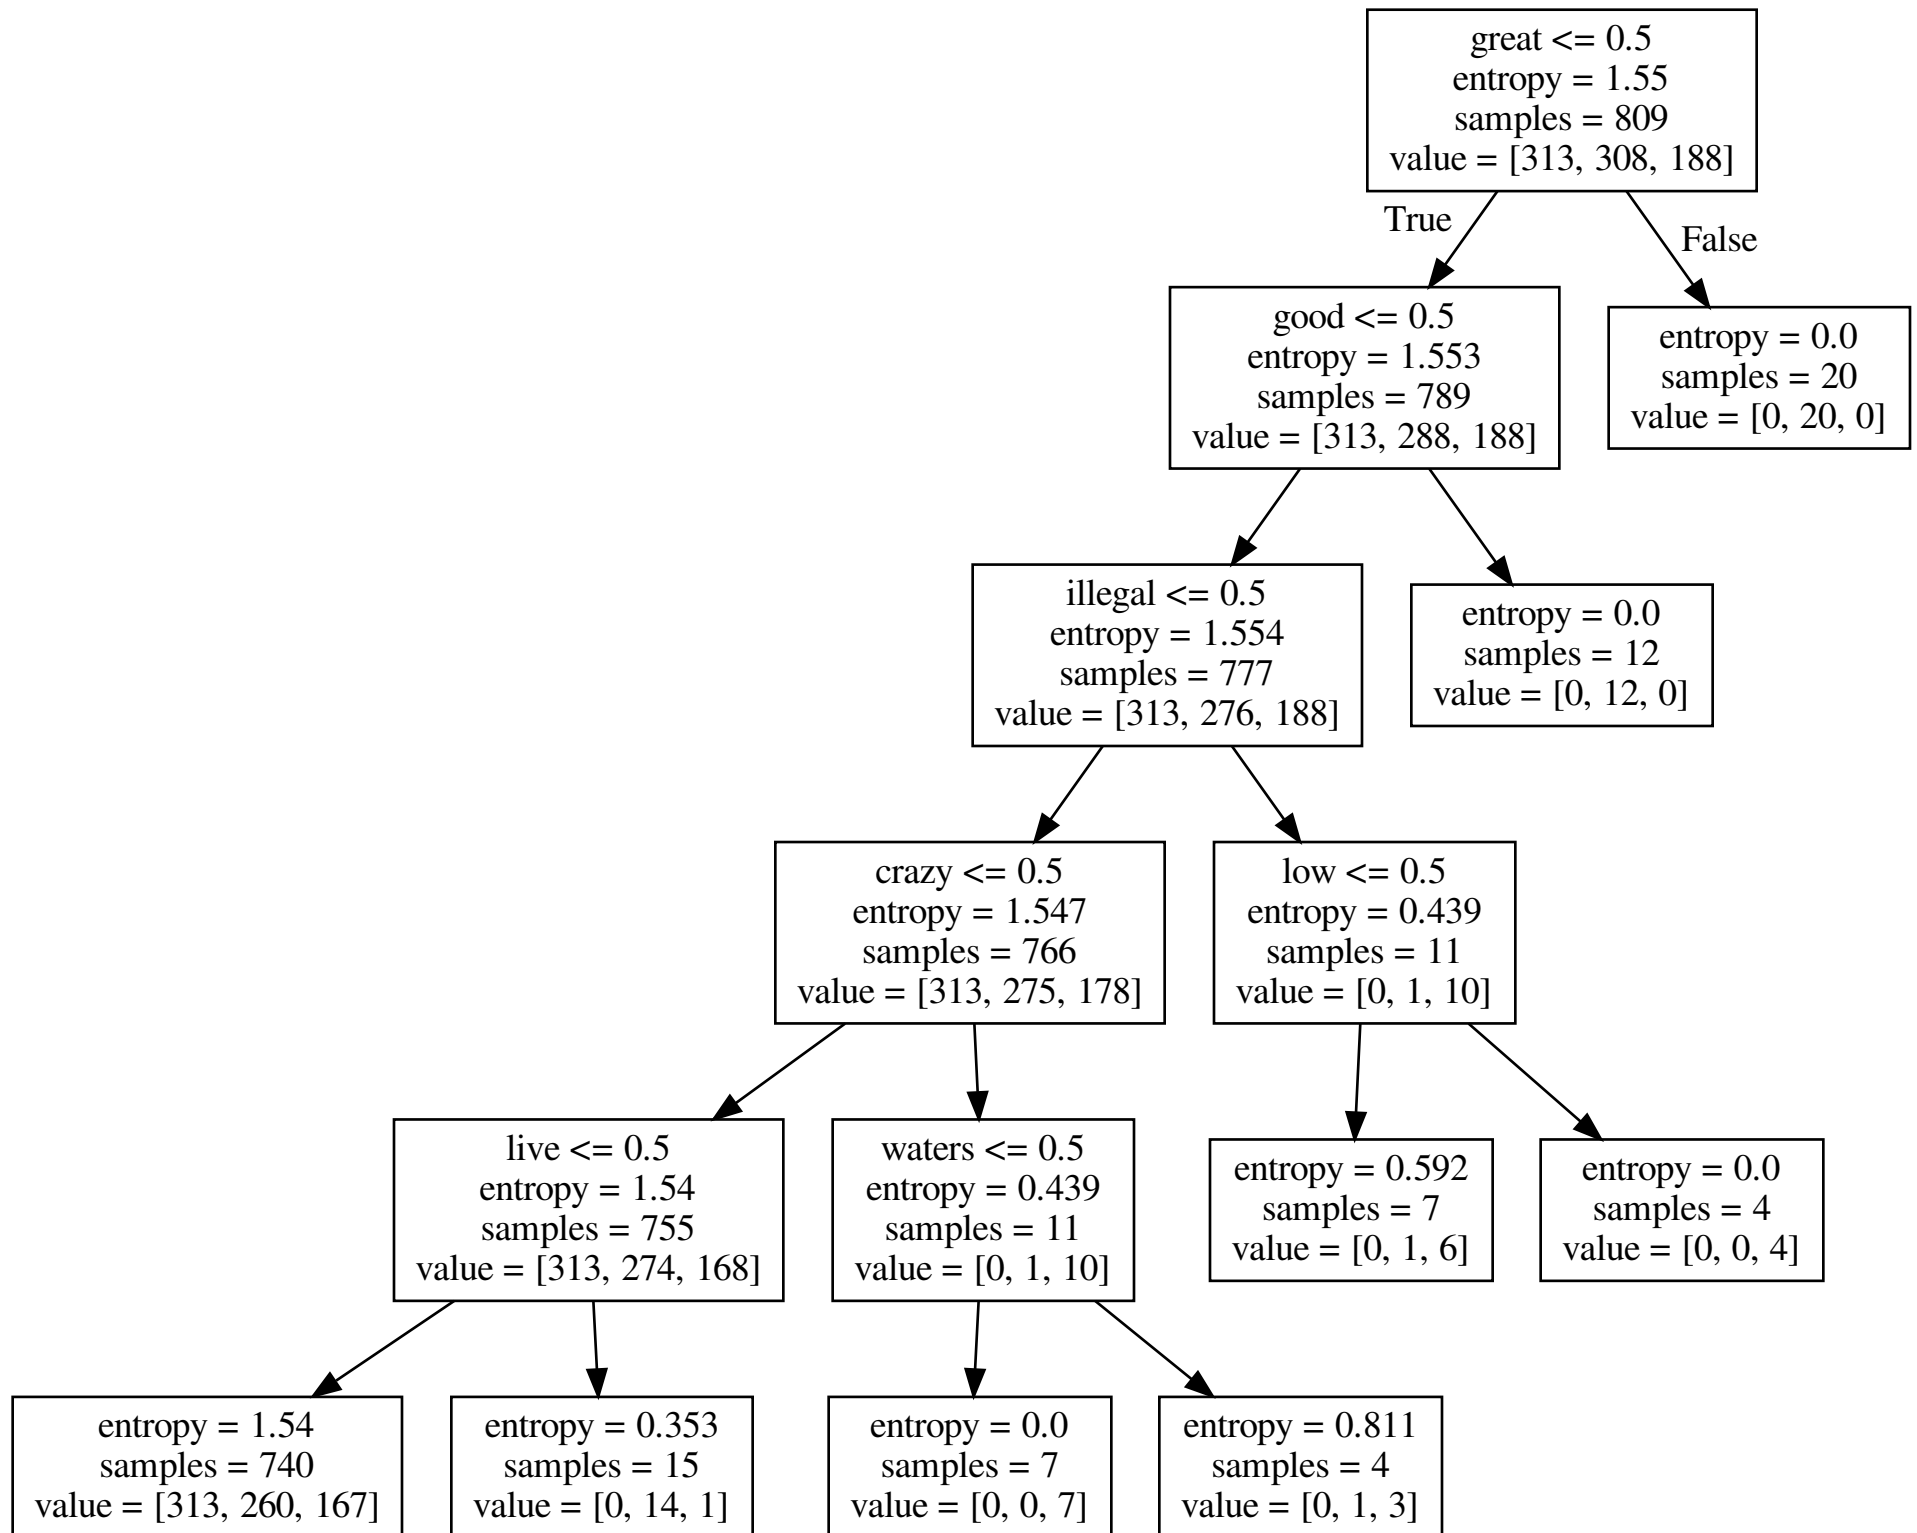 great <= 0.5
entropy = 1.55
samples = 809
value = [313, 308, 188]
True
False
good <= 0.5
entropy = 1.553
samples = 789
value = [313, 288, 188]
entropy = 0.0
samples = 20
value = [0, 20, 0]
illegal <= 0.5
entropy = 1.554
samples = 777
value = [313, 276, 188]
entropy = 0.0
samples = 12
value = [0, 12, 0]
crazy <= 0.5
entropy = 1.547
samples = 766
value = [313, 275, 178]
low <= 0.5
entropy = 0.439
samples = 11
value = [0, 1, 10]
live <= 0.5
entropy = 1.54
samples = 755
value = [313, 274, 168]
waters <= 0.5
entropy = 0.439
samples = 11
value = [0, 1, 10]
entropy = 0.592
samples = 7
value = [0, 1, 6]
entropy = 0.0
samples = 4
value = [0, 0, 4]
entropy = 1.54
samples = 740
value = [313, 260, 167]
entropy = 0.353
samples = 15
value = [0, 14, 1]
entropy = 0.0
samples = 7
value = [0, 0, 7]
entropy = 0.811
samples = 4
value = [0, 1, 3]